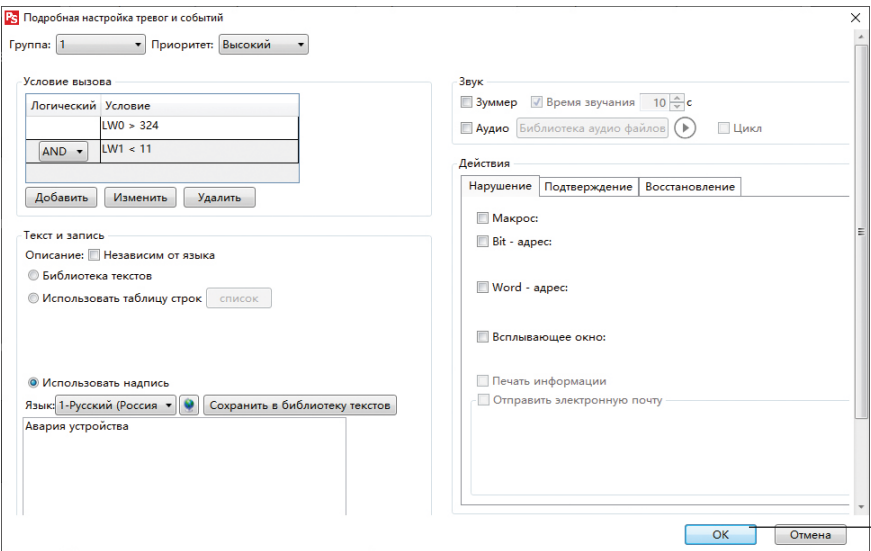 PS Подробная настройка тревог и событий
Группа: 1 Приоритет: Высокий
Условие вызова
Логический Условие
LW0 > 324
AND LW1 < 11
Добавить Изменить Удалить
Текст и запись
Описание: Независим от языка
Библиотека текстов
Использовать таблицу строк список
Использовать надпись
Язык: 1-Русский (Россия Сохранить в библиотеку текстов
Авария устройства
Звук
Зуммер Время звучания 10 с
Аудио Библиотека аудио файлов Цикл
Действия
Нарушение Подтверждение Восстановление
Макрос:
Bit - адрес:
Word - адрес:
Всплывающее окно:
Печать информации
Отправить электронную почту
OK Отмена